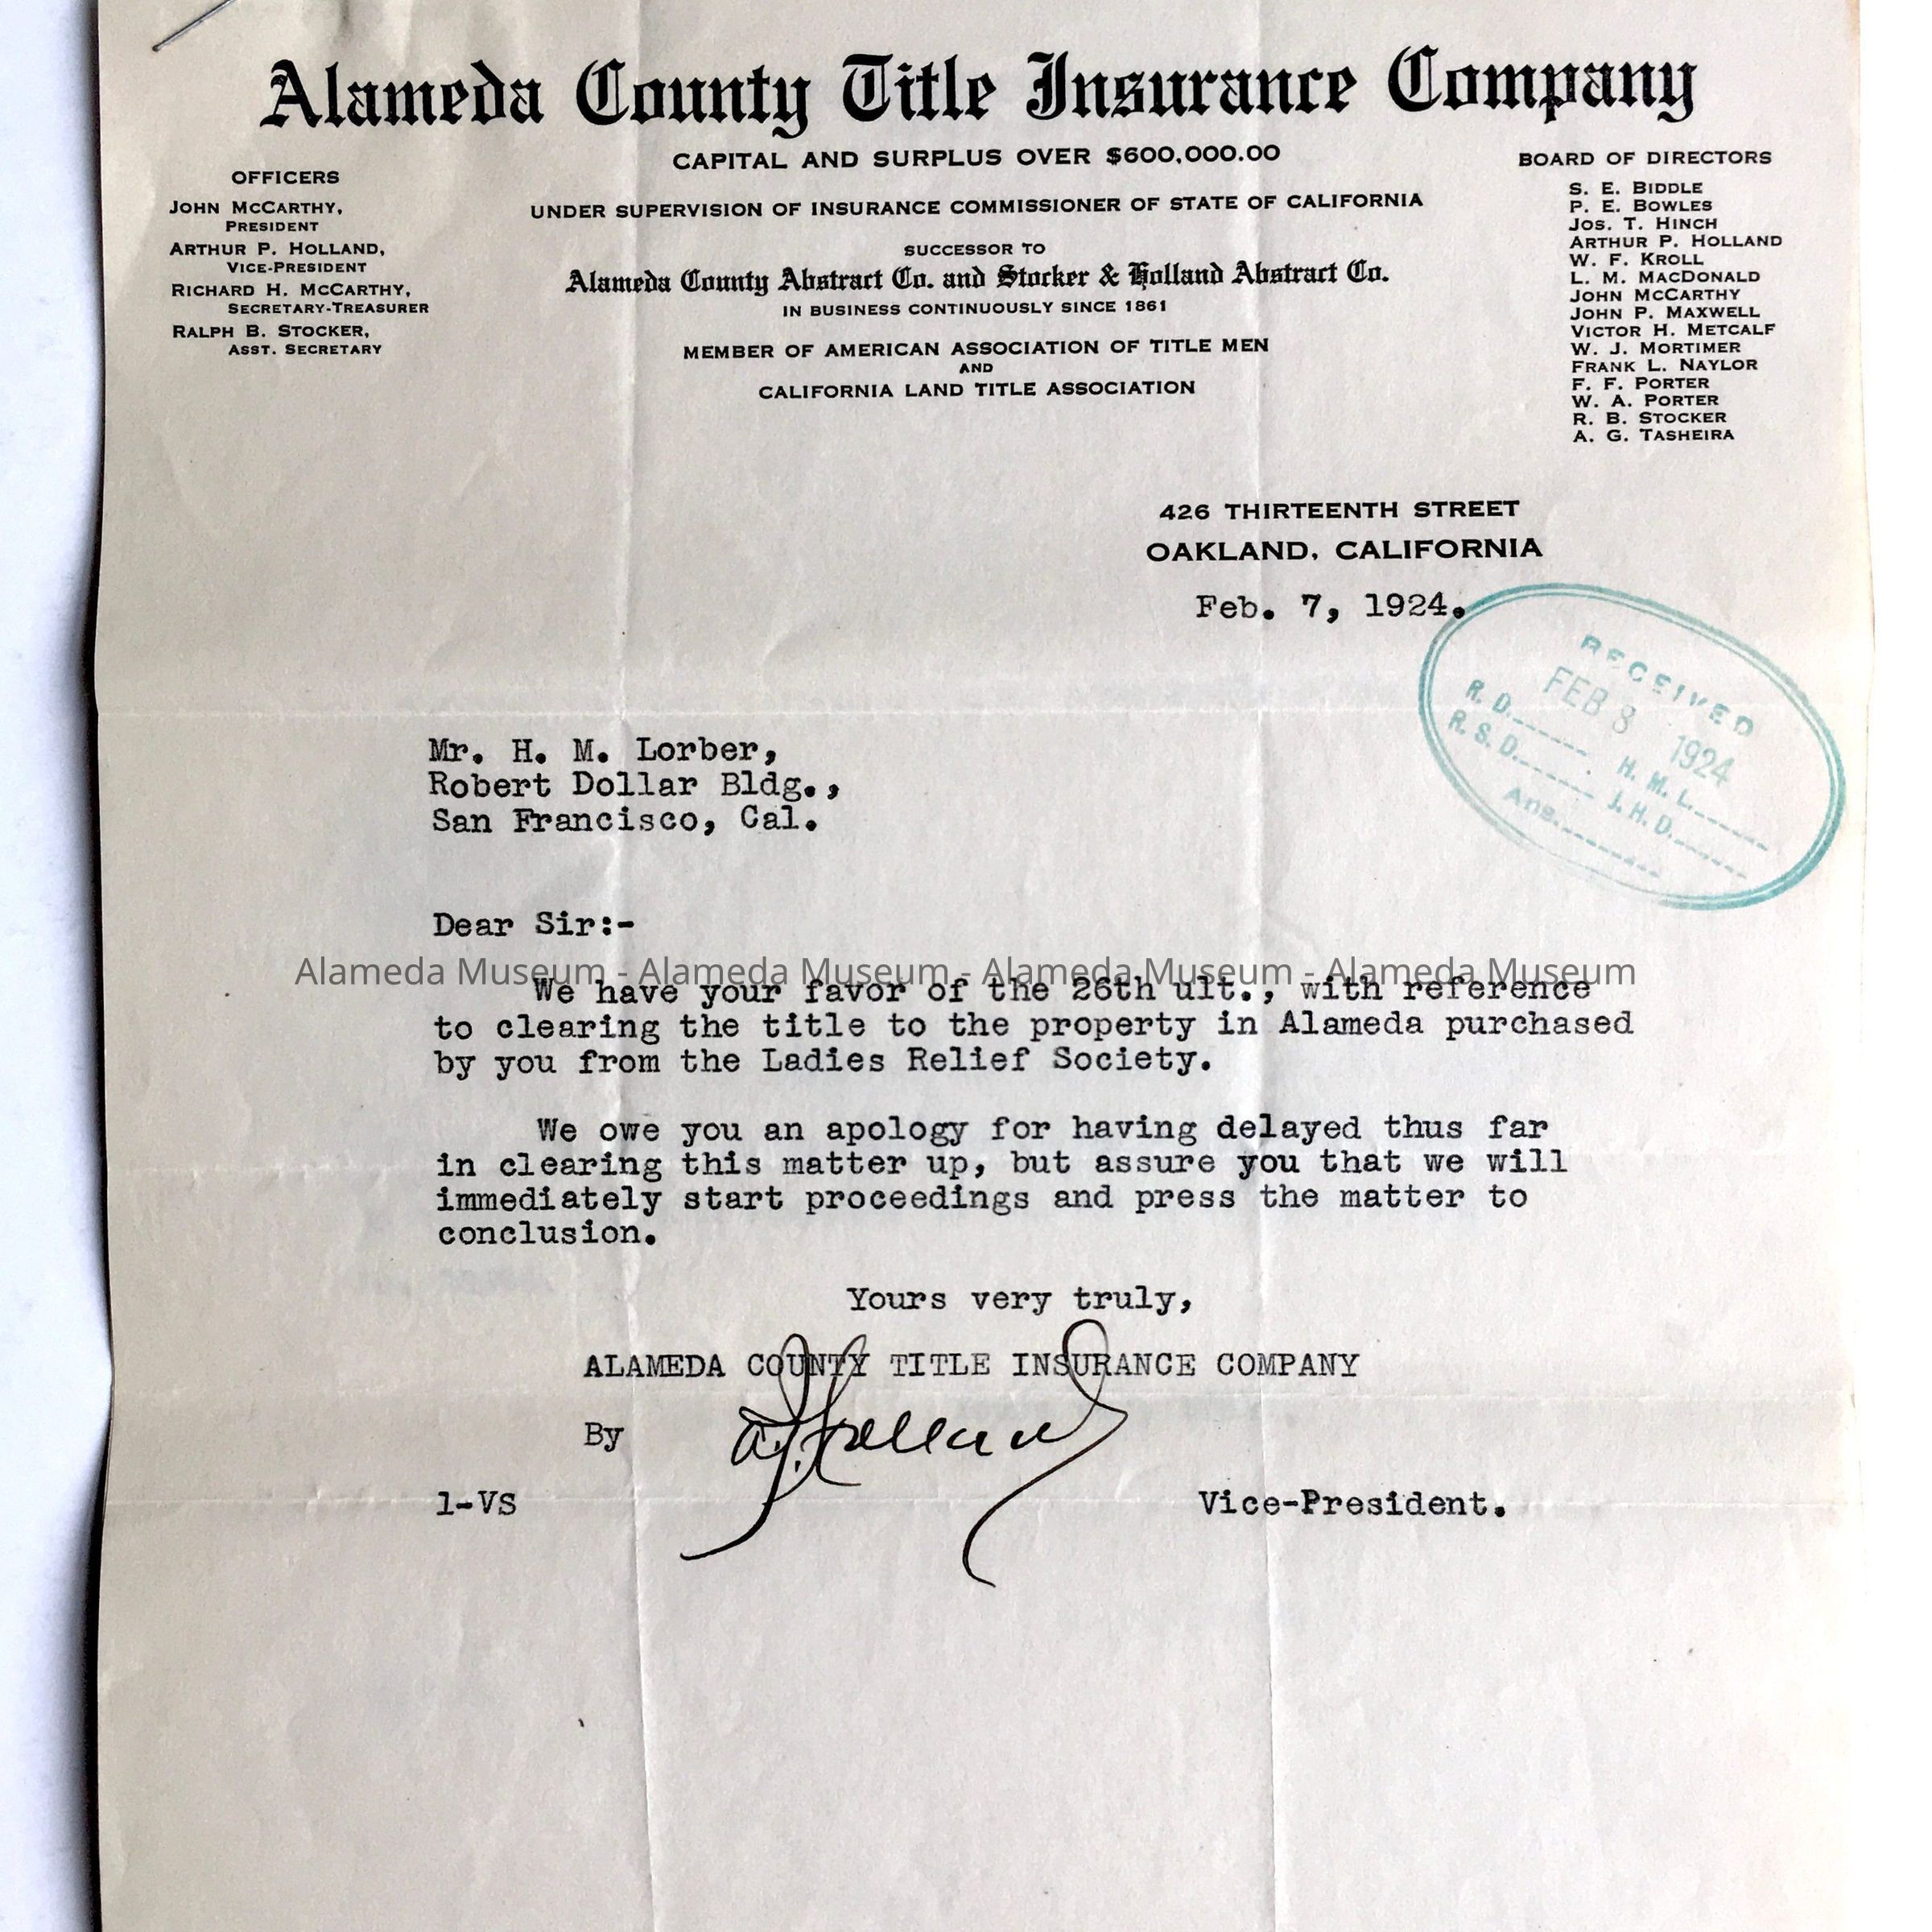 Alameda County Title Insurance Company
CAPITAL AND SURPLUS OVER $600,000.00
UNDER SUPERVISION OF INSURANCE COMMISSIONER OF STATE OF CALIFORNIA
SUCCESSOR TO
Alameda County Abstract Co. and Stocker & Holland Abstract Co.
IN BUSINESS CONTINUOUSLY SINCE 1861
MEMBER OF AMERICAN ASSOCIATION OF TITLE MEN
AND
CALIFORNIA LAND TITLE ASSOCIATION
OFFICERS
JOHN McCARTHY,
PRESIDENT
ARTHUR P. HOLLAND,
VICE-PRESIDENT
RICHARD H. McCARTHY,
SECRETARY-TREASURER
RALPH B. STOCKER,
ASST. SECRETARY
BOARD OF DIRECTORS
S. E. BIDDLE
P. E. BOWLES
JOS. T. HINCH
ARTHUR P. HOLLAND
W. F. KROLL
L. M. MACDONALD
JOHN McCARTHY
JOHN P. MAXWELL
VICTOR H. METCALF
W. J. MORTIMER
FRANK L. NAYLOR
F. F. PORTER
W. A. PORTER
R. B. STOCKER
A. G. TASHEIRA
426 THIRTEENTH STREET
OAKLAND, CALIFORNIA
Feb. 7, 1924.
RECEIVED
FEB 8 1924
R. D. H. M. L.
R. S. D. J. H. D.
Ans.
Mr. H. M. Lorber,
Robert Dollar Bldg.,
San Francisco, Cal.
Dear Sir:-
Alameda Museum - Alameda Museum - Alameda Museum - Alameda Museum
We have your favor of the 26th ult., with reference
to clearing the title to the property in Alameda purchased
by you from the Ladies Relief Society.
We owe you an apology for having delayed thus far
in clearing this matter up, but assure you that we will
immediately start proceedings and press the matter to
conclusion.
Yours very truly,
ALAMEDA COUNTY TITLE INSURANCE COMPANY
By A. P. Holland
1-VS
Vice-President.